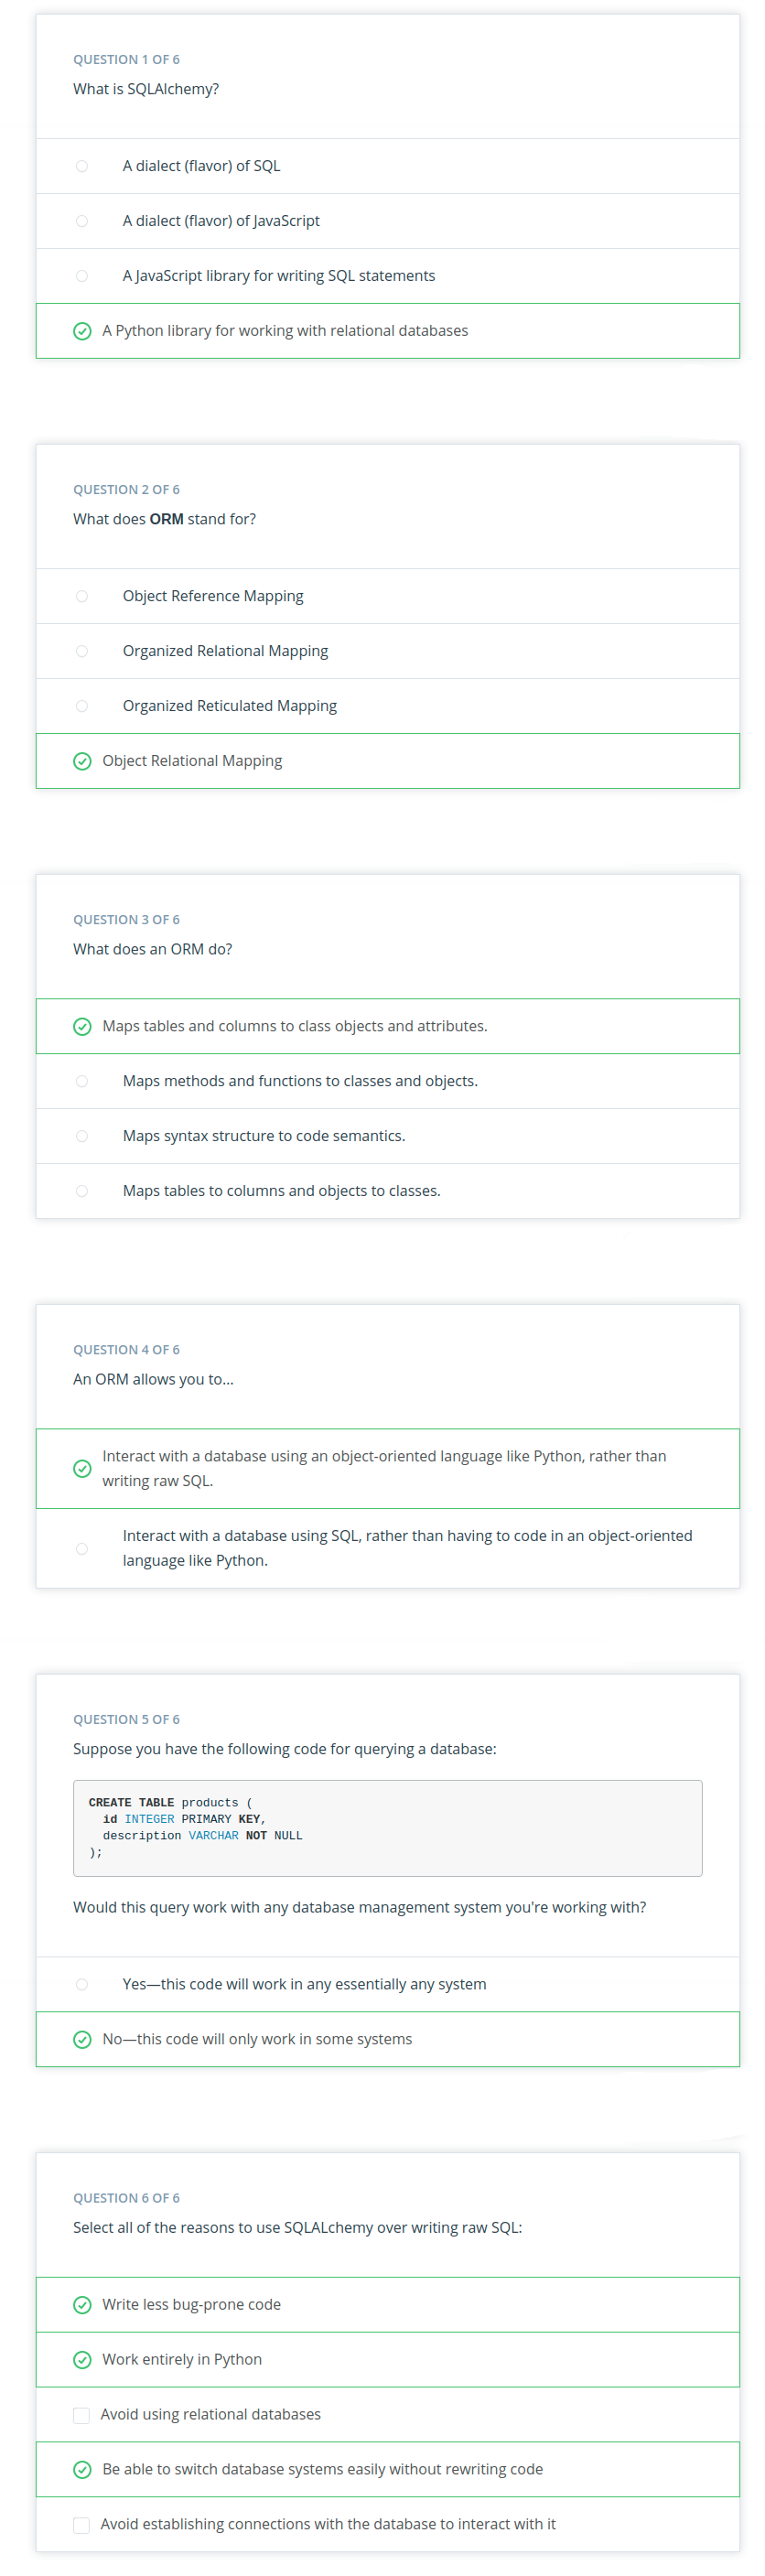 QUESTION 1 OF 6
What is SQLAlchemy?
A dialect (flavor) of SQL
A dialect (flavor) of JavaScript
A JavaScript library for writing SQL statements
A Python library for working with relational databases
QUESTION 2 OF 6
What does ORM stand for?
Object Reference Mapping
Organized Relational Mapping
Organized Reticulated Mapping
Object Relational Mapping
QUESTION 3 OF 6
What does an ORM do?
Maps tables and columns to class objects and attributes.
Maps methods and functions to classes and objects.
Maps syntax structure to code semantics.
Maps tables to columns and objects to classes.
QUESTION 4 OF 6
An ORM allows you to...
Interact with a database using an object-oriented language like Python, rather than
writing raw SQL.
Interact with a database using SQL, rather than having to code in an object-oriented
language like Python.
QUESTION 5 OF 6
Suppose you have the following code for querying a database:
CREATE TABLE products (
id INTEGER PRIMARY KEY,
description VARCHAR NOT NULL
);
Would this query work with any database management system you're working with?
Yes—this code will work in any essentially any system
No—this code will only work in some systems
QUESTION 6 OF 6
Select all of the reasons to use SQLALchemy over writing raw SQL:
Write less bug-prone code
Work entirely in Python
Avoid using relational databases
Be able to switch database systems easily without rewriting code
Avoid establishing connections with the database to interact with it